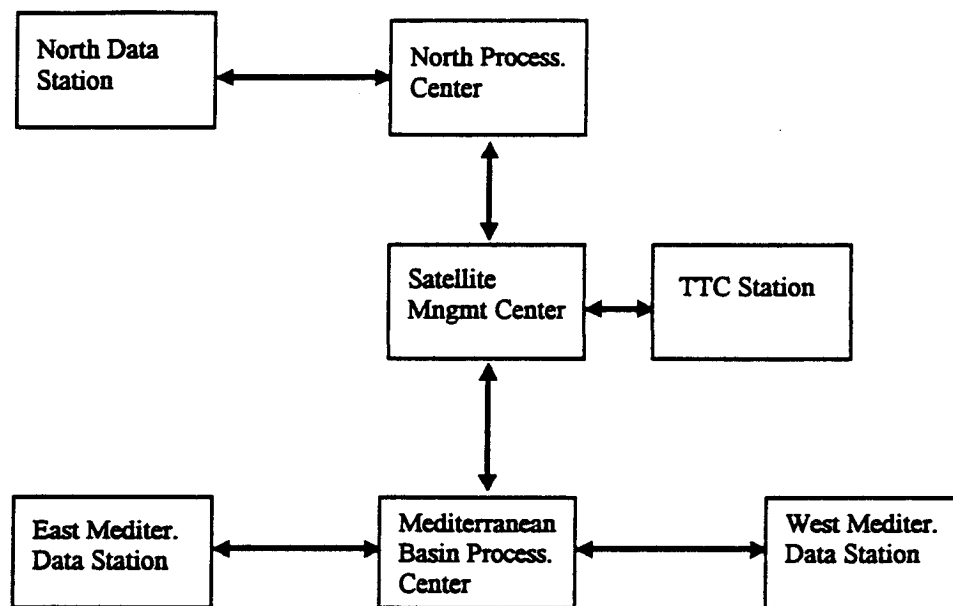 North Data
Station
North Process.
Center
Satellite
Mngmt Center
TTC Station
East Mediter.
Data Station
Mediterranean
Basin Process.
Center
West Mediter.
Data Station